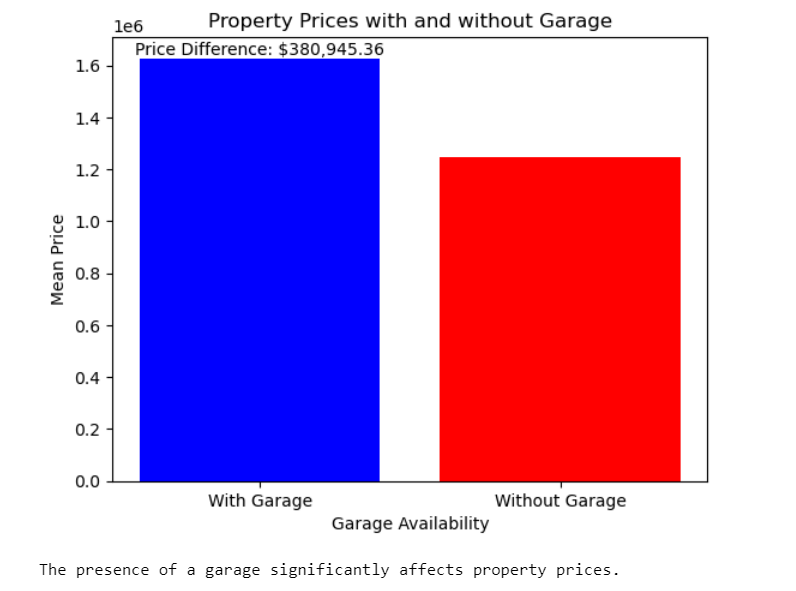 Property Prices with and without Garage
1e6
Price Difference: $380,945.36
1.6
1.4
1.2
1.0
0.8
0.6
0.4
0.2
0.0
Mean Price
With Garage Without Garage
Garage Availability
The presence of a garage significantly affects property prices.